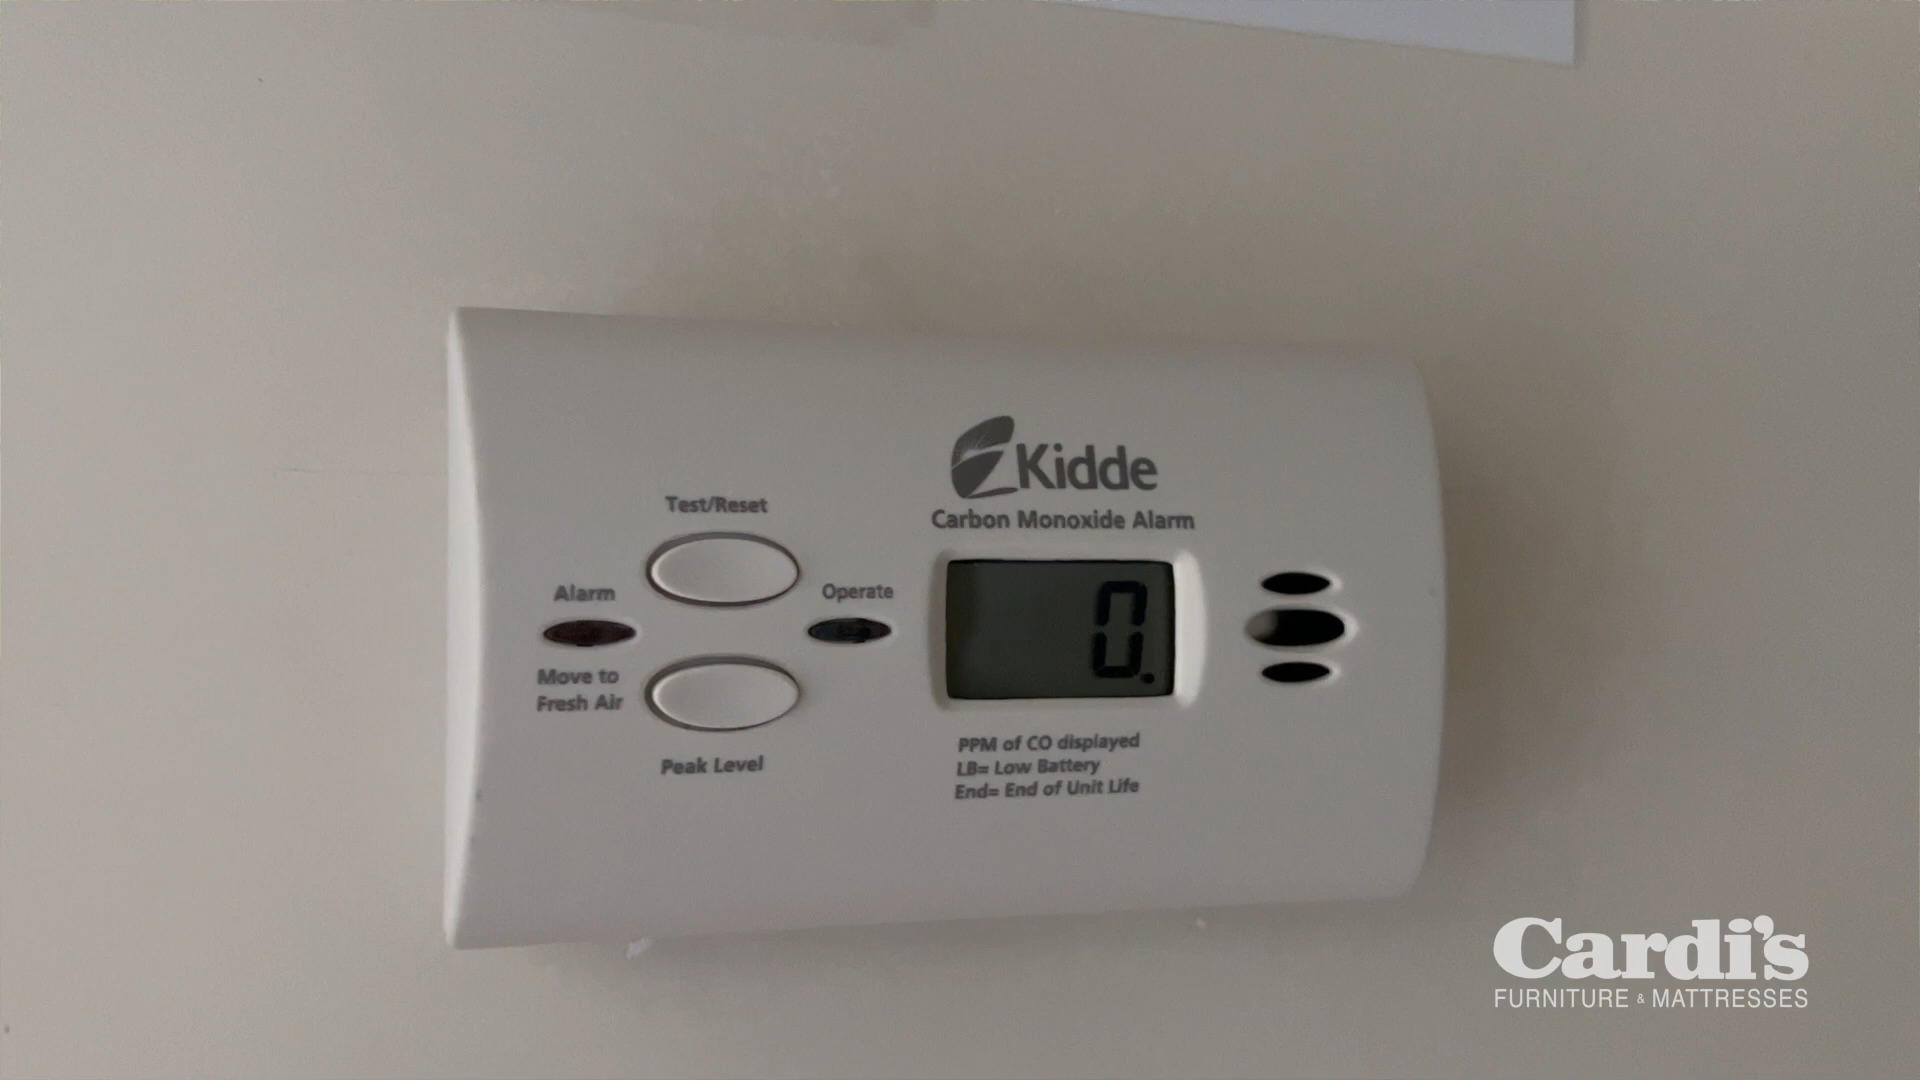 Kidde
Carbon Monoxide Alarm
Test/Reset
Alarm
Operate
Move to
Fresh Air
Peak Level
0.
PPM of CO displayed
LB= Low Battery
End= End of Unit Life
Cardi's
FURNITURE & MATTRESSES